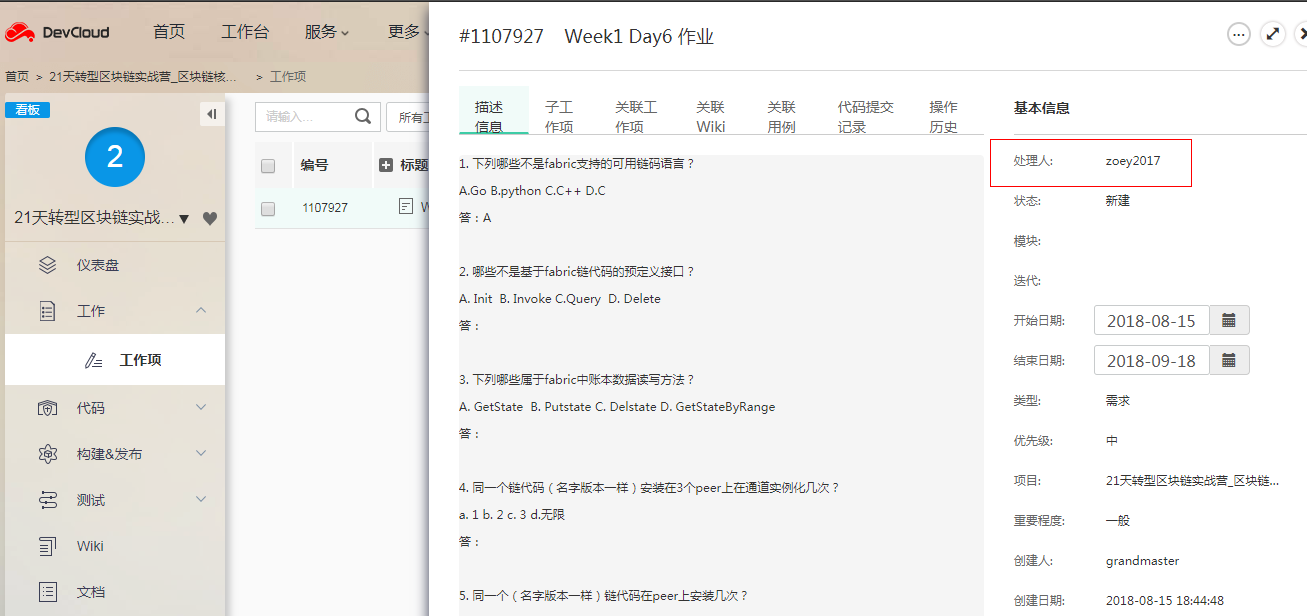 DevCloud
首页 工作台 服务 更多
首页 > 21天转型区块链实战营_区块链核... > 工作项
看板
2
21天转型区块链实战...
仪表盘
工作
工作项
代码
构建&发布
测试
Wiki
文档
请输入...
所有工
编号 标题
1107927 W
#1107927 Week1 Day6 作业
描述信息
子工作项
关联工作项
关联Wiki
关联用例
代码提交记录
操作历史
1. 下列哪些不是fabric支持的可用链码语言？
A.Go B.python C.C++ D.C
答：A
2. 哪些不是基于fabric链代码的预定义接口？
A. Init B. Invoke C.Query D. Delete
答：
3. 下列哪些属于fabric中账本数据读写方法？
A. GetState B. Putstate C. Delstate D. GetStateByRange
答：
4. 同一个链代码（名字版本一样）安装在3个peer上在通道实例化几次？
a. 1 b. 2 c. 3 d.无限
答：
5. 同一个（名字版本一样）链代码在peer上安装几次？
基本信息
处理人: zoey2017
状态: 新建
模块:
迭代:
开始日期: 2018-08-15
结束日期: 2018-09-18
类型: 需求
优先级: 中
项目: 21天转型区块链实战营_区块链...
重要程度: 一般
创建人: grandmaster
创建日期: 2018-08-15 18:44:48